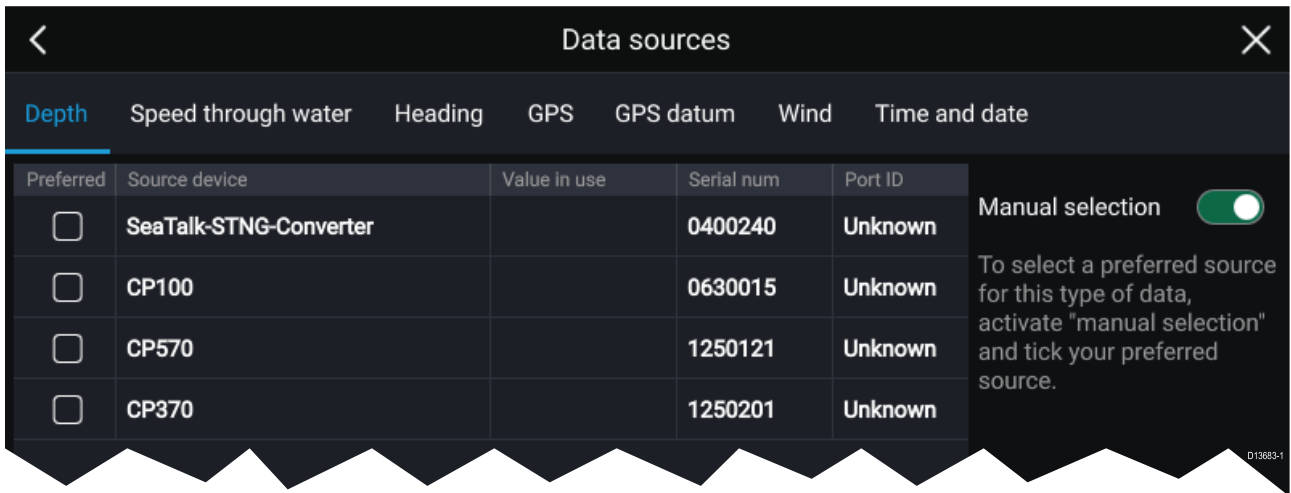 Data sources
Depth Speed through water Heading GPS GPS datum Wind Time and date
Preferred Source device Value in use Serial num Port ID
SeaTalk-STNG-Converter 0400240 Unknown
CP100 0630015 Unknown
CP570 1250121 Unknown
CP370 1250201 Unknown
Manual selection
To select a preferred source
for this type of data,
activate "manual selection"
and tick your preferred
source.
D13683-1